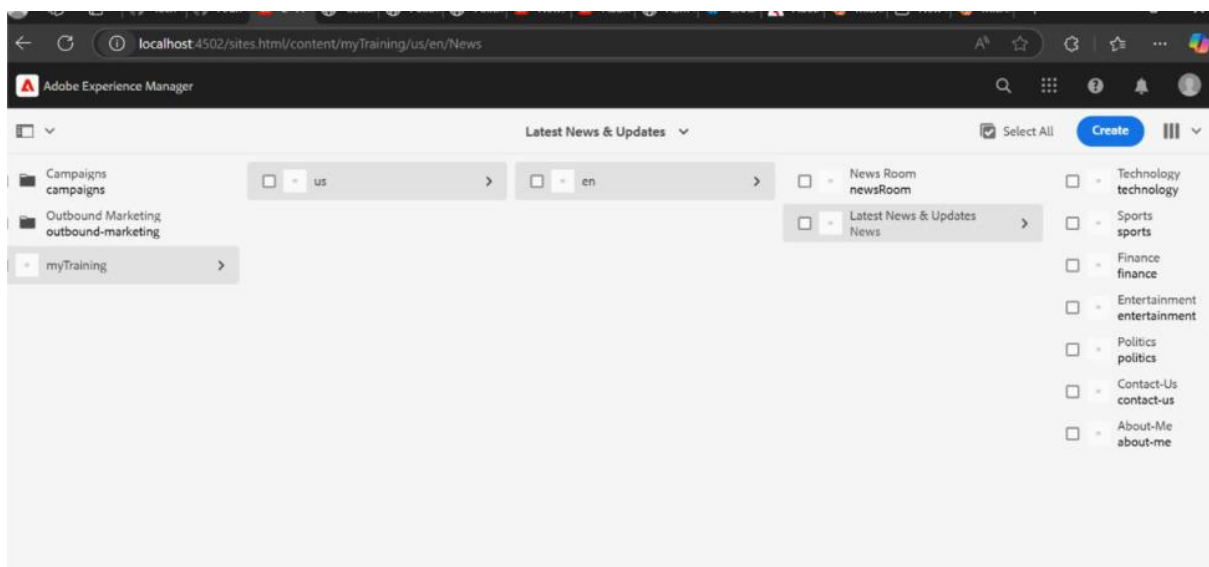 localhost:4502/sites.html/content/myTraining/us/en/News
Adobe Experience Manager
Latest News & Updates
Select All
Create
Campaigns
campaigns
Outbound Marketing
outbound-marketing
myTraining
us
en
News Room
newsRoom
Latest News & Updates
News
Technology
technology
Sports
sports
Finance
finance
Entertainment
entertainment
Politics
politics
Contact-Us
contact-us
About-Me
about-me